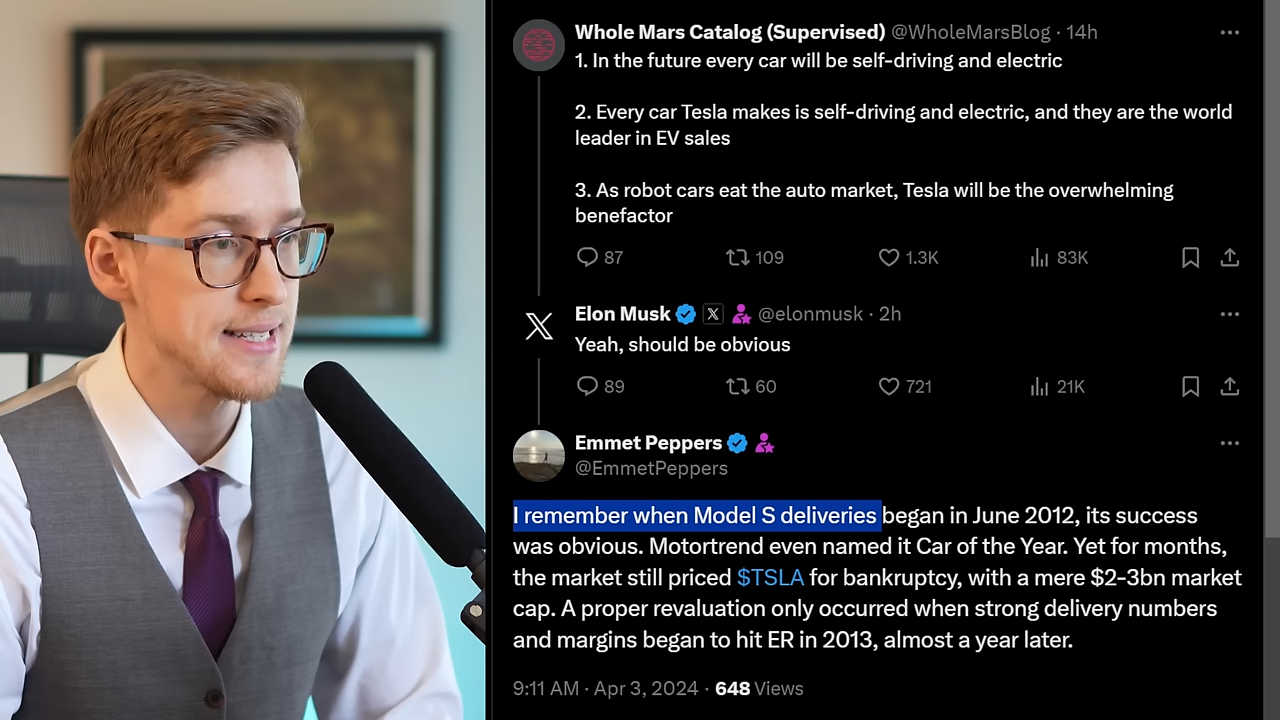 Whole Mars Catalog (Supervised) @WholeMarsBlog · 14h
1. In the future every car will be self-driving and electric
2. Every car Tesla makes is self-driving and electric, and they are the world
leader in EV sales
3. As robot cars eat the auto market, Tesla will be the overwhelming
benefactor
87 109 1.3K 83K
Elon Musk @elonmusk · 2h
Yeah, should be obvious
89 60 721 21K
Emmet Peppers
@EmmetPeppers
I remember when Model S deliveries began in June 2012, its success
was obvious. Motortrend even named it Car of the Year. Yet for months,
the market still priced $TSLA for bankruptcy, with a mere $2-3bn market
cap. A proper revaluation only occurred when strong delivery numbers
and margins began to hit ER in 2013, almost a year later.
9:11 AM · Apr 3, 2024 · 648 Views